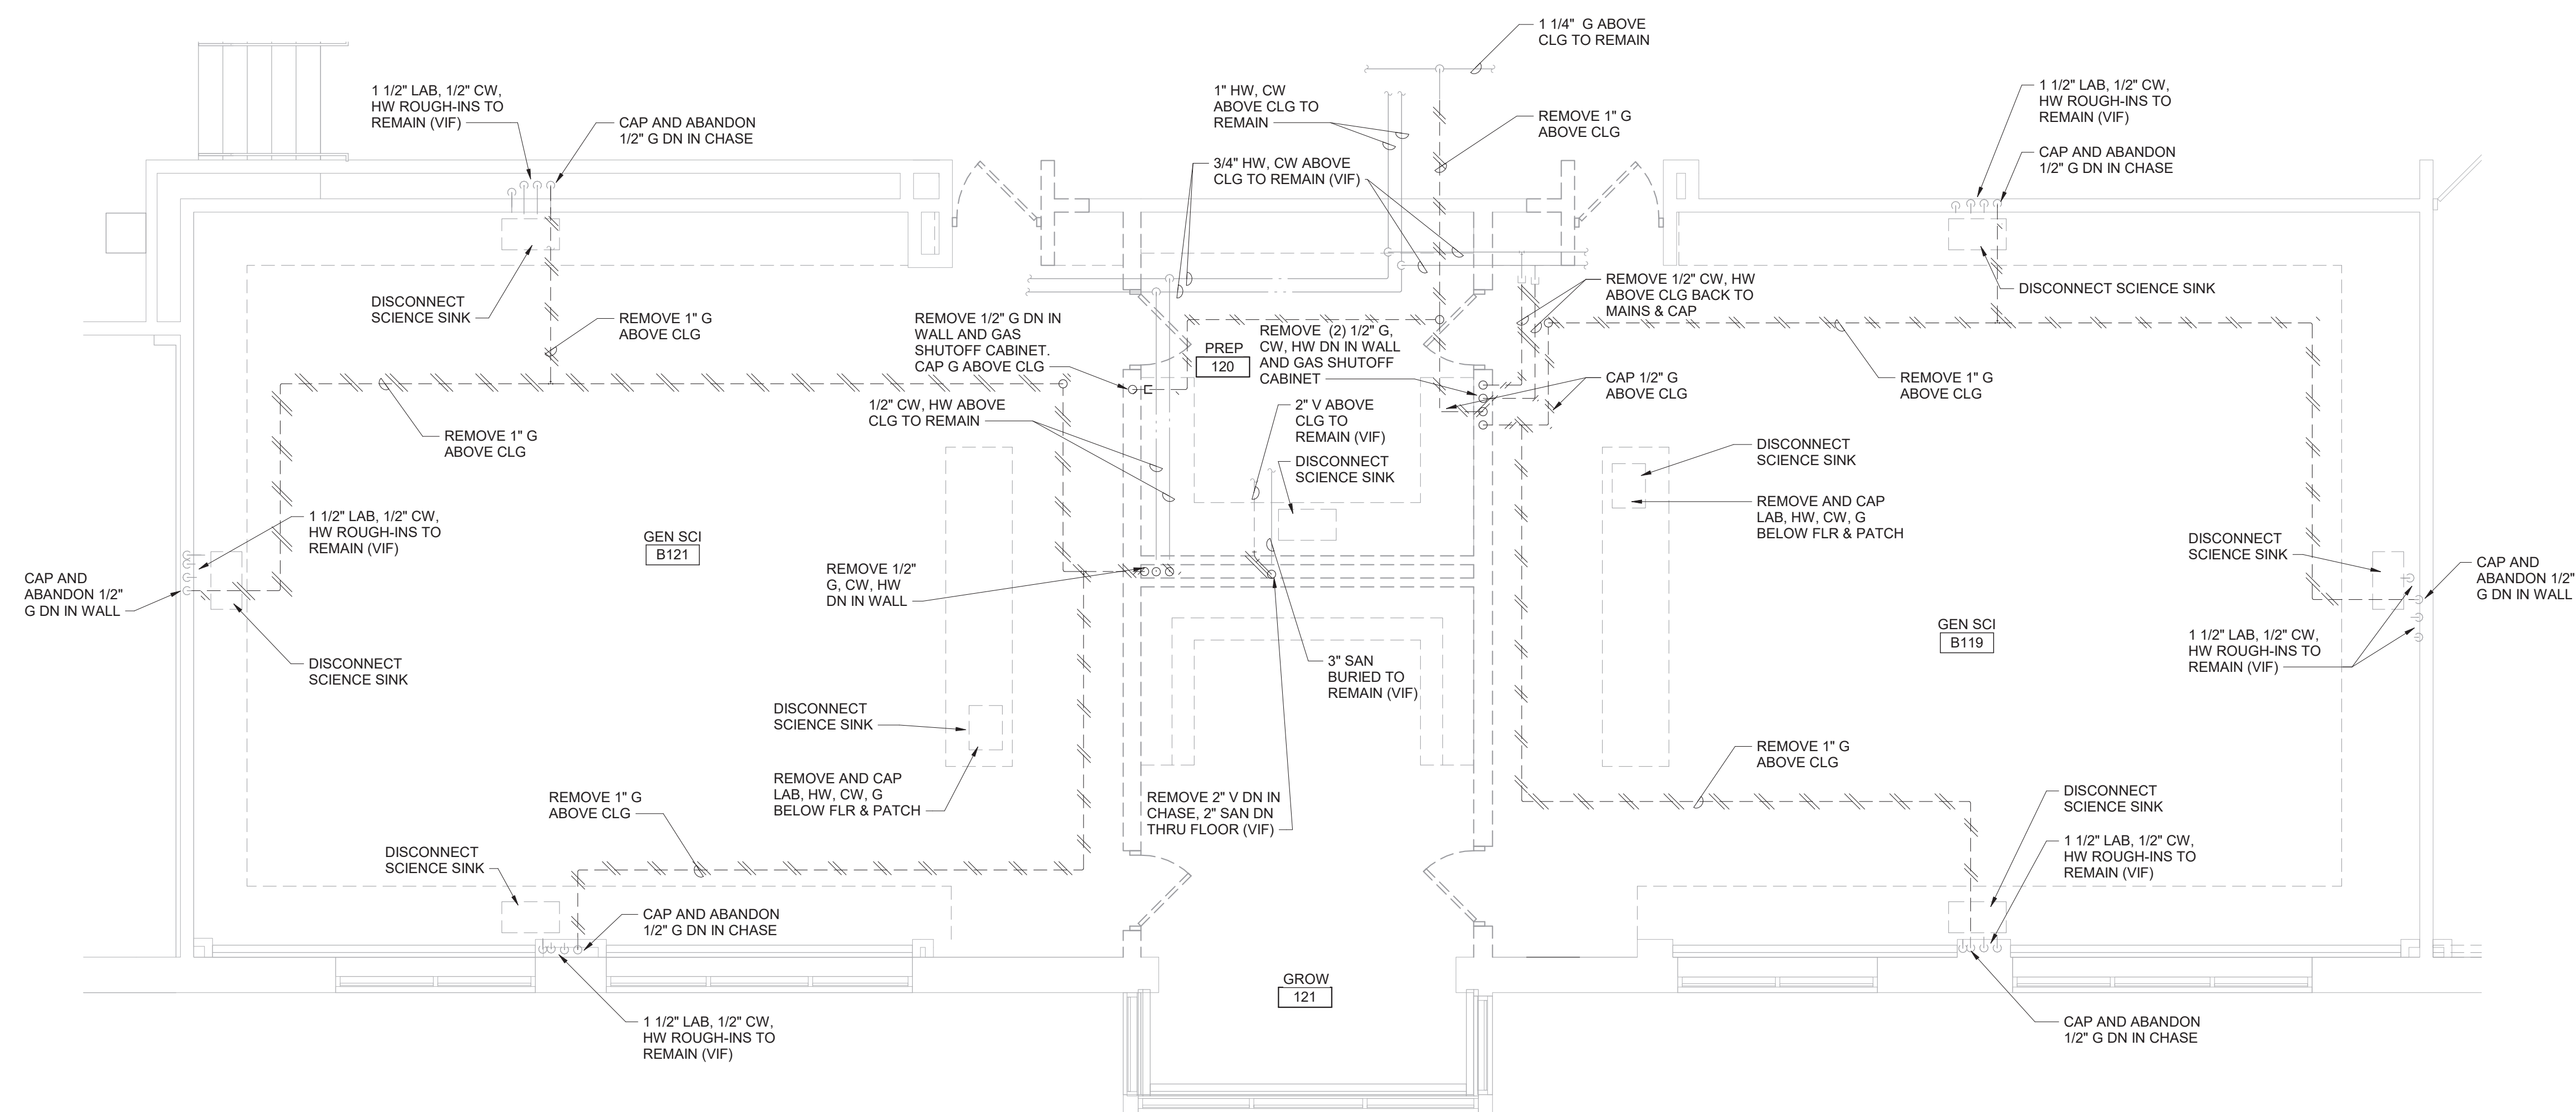 1 1/4" G ABOVE
CLG TO REMAIN
1 1/2" LAB, 1/2" CW,
HW ROUGH-INS TO
REMAIN (VIF)
CAP AND ABANDON
1/2" G DN IN CHASE
1" HW, CW
ABOVE CLG TO
REMAIN
REMOVE 1" G
ABOVE CLG
1 1/2" LAB, 1/2" CW,
HW ROUGH-INS TO
REMAIN (VIF)
CAP AND ABANDON
1/2" G DN IN CHASE
3/4" HW, CW ABOVE
CLG TO REMAIN (VIF)
DISCONNECT
SCIENCE SINK
REMOVE 1" G
ABOVE CLG
REMOVE 1/2" G DN IN
WALL AND GAS
SHUTOFF CABINET.
CAP G ABOVE CLG
PREP
120
REMOVE (2) 1/2" G,
CW, HW DN IN WALL
AND GAS SHUTOFF
CABINET
REMOVE 1/2" CW, HW
ABOVE CLG BACK TO
MAINS & CAP
DISCONNECT SCIENCE SINK
CAP 1/2" G
ABOVE CLG
REMOVE 1" G
ABOVE CLG
1/2" CW, HW ABOVE
CLG TO REMAIN
2" V ABOVE
CLG TO
REMAIN (VIF)
REMOVE 1" G
ABOVE CLG
DISCONNECT
SCIENCE SINK
DISCONNECT
SCIENCE SINK
REMOVE AND CAP
LAB, HW, CW, G
BELOW FLR & PATCH
1 1/2" LAB, 1/2" CW,
HW ROUGH-INS TO
REMAIN (VIF)
GEN SCI
B121
DISCONNECT
SCIENCE SINK
CAP AND
ABANDON 1/2"
G DN IN WALL
REMOVE 1/2"
G, CW, HW
DN IN WALL
CAP AND
ABANDON 1/2"
G DN IN WALL
GEN SCI
B119
1 1/2" LAB, 1/2" CW,
HW ROUGH-INS TO
REMAIN (VIF)
DISCONNECT
SCIENCE SINK
3" SAN
BURIED TO
REMAIN (VIF)
DISCONNECT
SCIENCE SINK
REMOVE 1" G
ABOVE CLG
REMOVE AND CAP
LAB, HW, CW, G
BELOW FLR & PATCH
REMOVE 1" G
ABOVE CLG
REMOVE 2" V DN IN
CHASE, 2" SAN DN
THRU FLOOR (VIF)
DISCONNECT
SCIENCE SINK
DISCONNECT
SCIENCE SINK
1 1/2" LAB, 1/2" CW,
HW ROUGH-INS TO
REMAIN (VIF)
CAP AND ABANDON
1/2" G DN IN CHASE
GROW
121
1 1/2" LAB, 1/2" CW,
HW ROUGH-INS TO
REMAIN (VIF)
CAP AND ABANDON
1/2" G DN IN CHASE